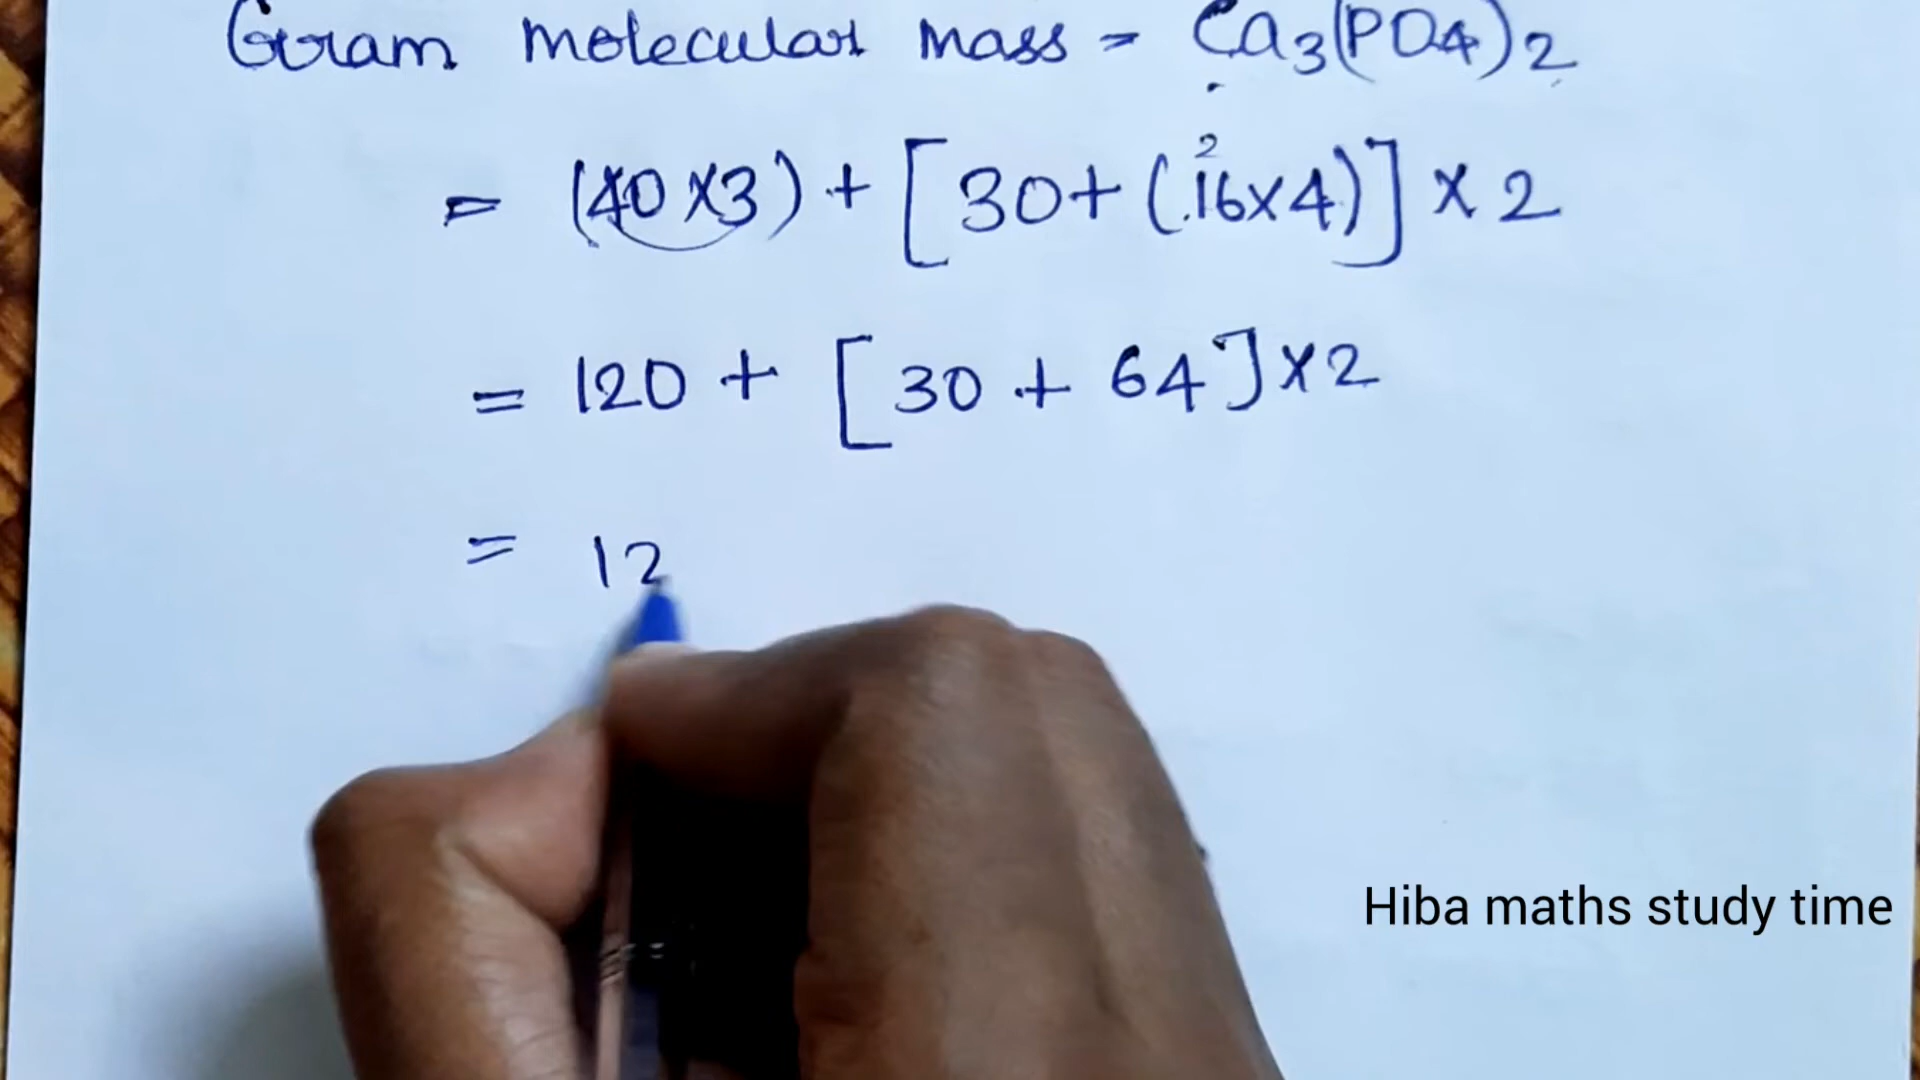 Gram molecular mass = Ca3(PO4)2
= (40×3) + [30+(16×4)]×2
2
= 120 + [30 + 64]×2
= 12
Hiba maths study time